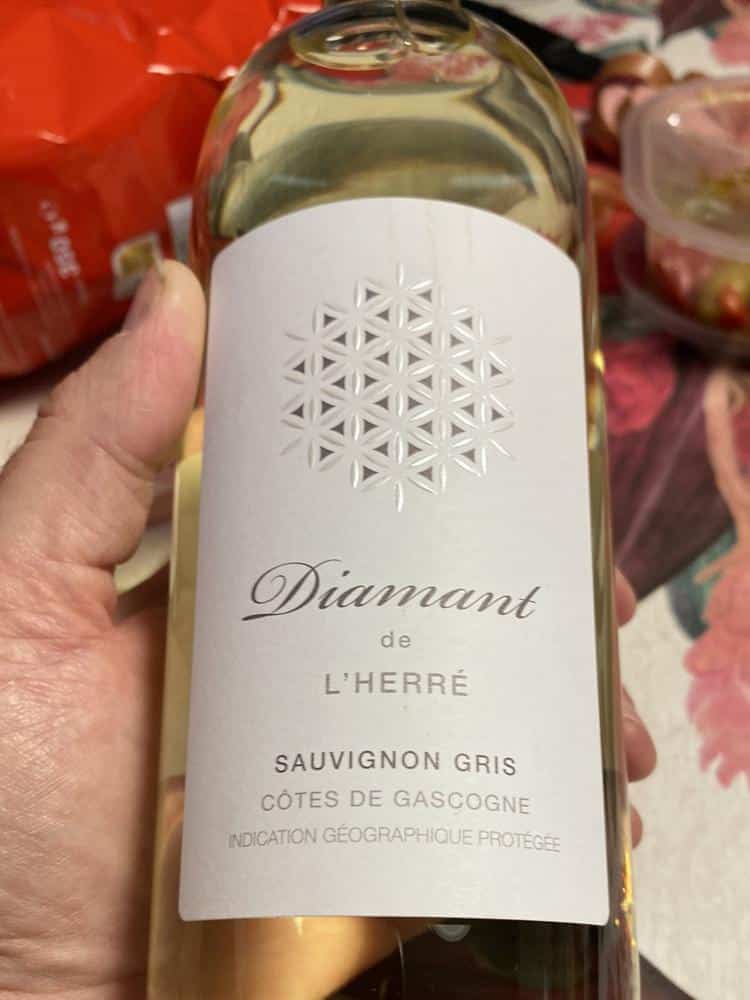 Diamant
de
L'HERRÉ
SAUVIGNON GRIS
CÔTES DE GASCOGNE
INDICATION GÉOGRAPHIQUE PROTÉGÉE